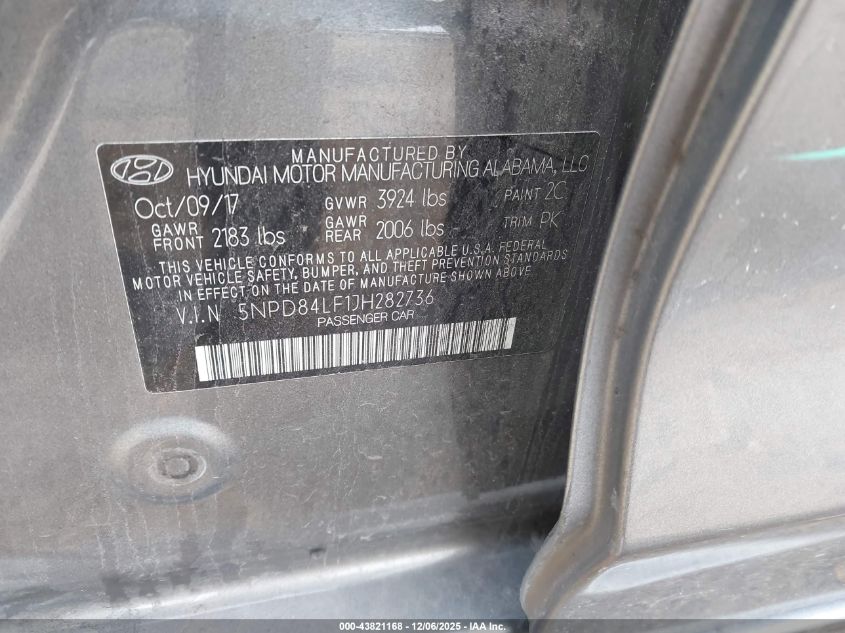 MANUFACTURED BY
HYUNDAI MOTOR MANUFACTURING ALABAMA, LLC
Oct/09/17 GVWR 3924 lbs PAINT 2C
GAWR FRONT 2183 lbs GAWR REAR 2006 lbs TRIM PK
THIS VEHICLE CONFORMS TO ALL APPLICABLE U.S.A. FEDERAL
MOTOR VEHICLE SAFETY, BUMPER, AND THEFT PREVENTION STANDARDS
IN EFFECT ON THE DATE OF MANUFACTURE SHOWN ABOVE.
V.I.N 5NPD84LF1JH282736
PASSENGER CAR
000-43821168 - 12/06/2025 - IAA Inc.